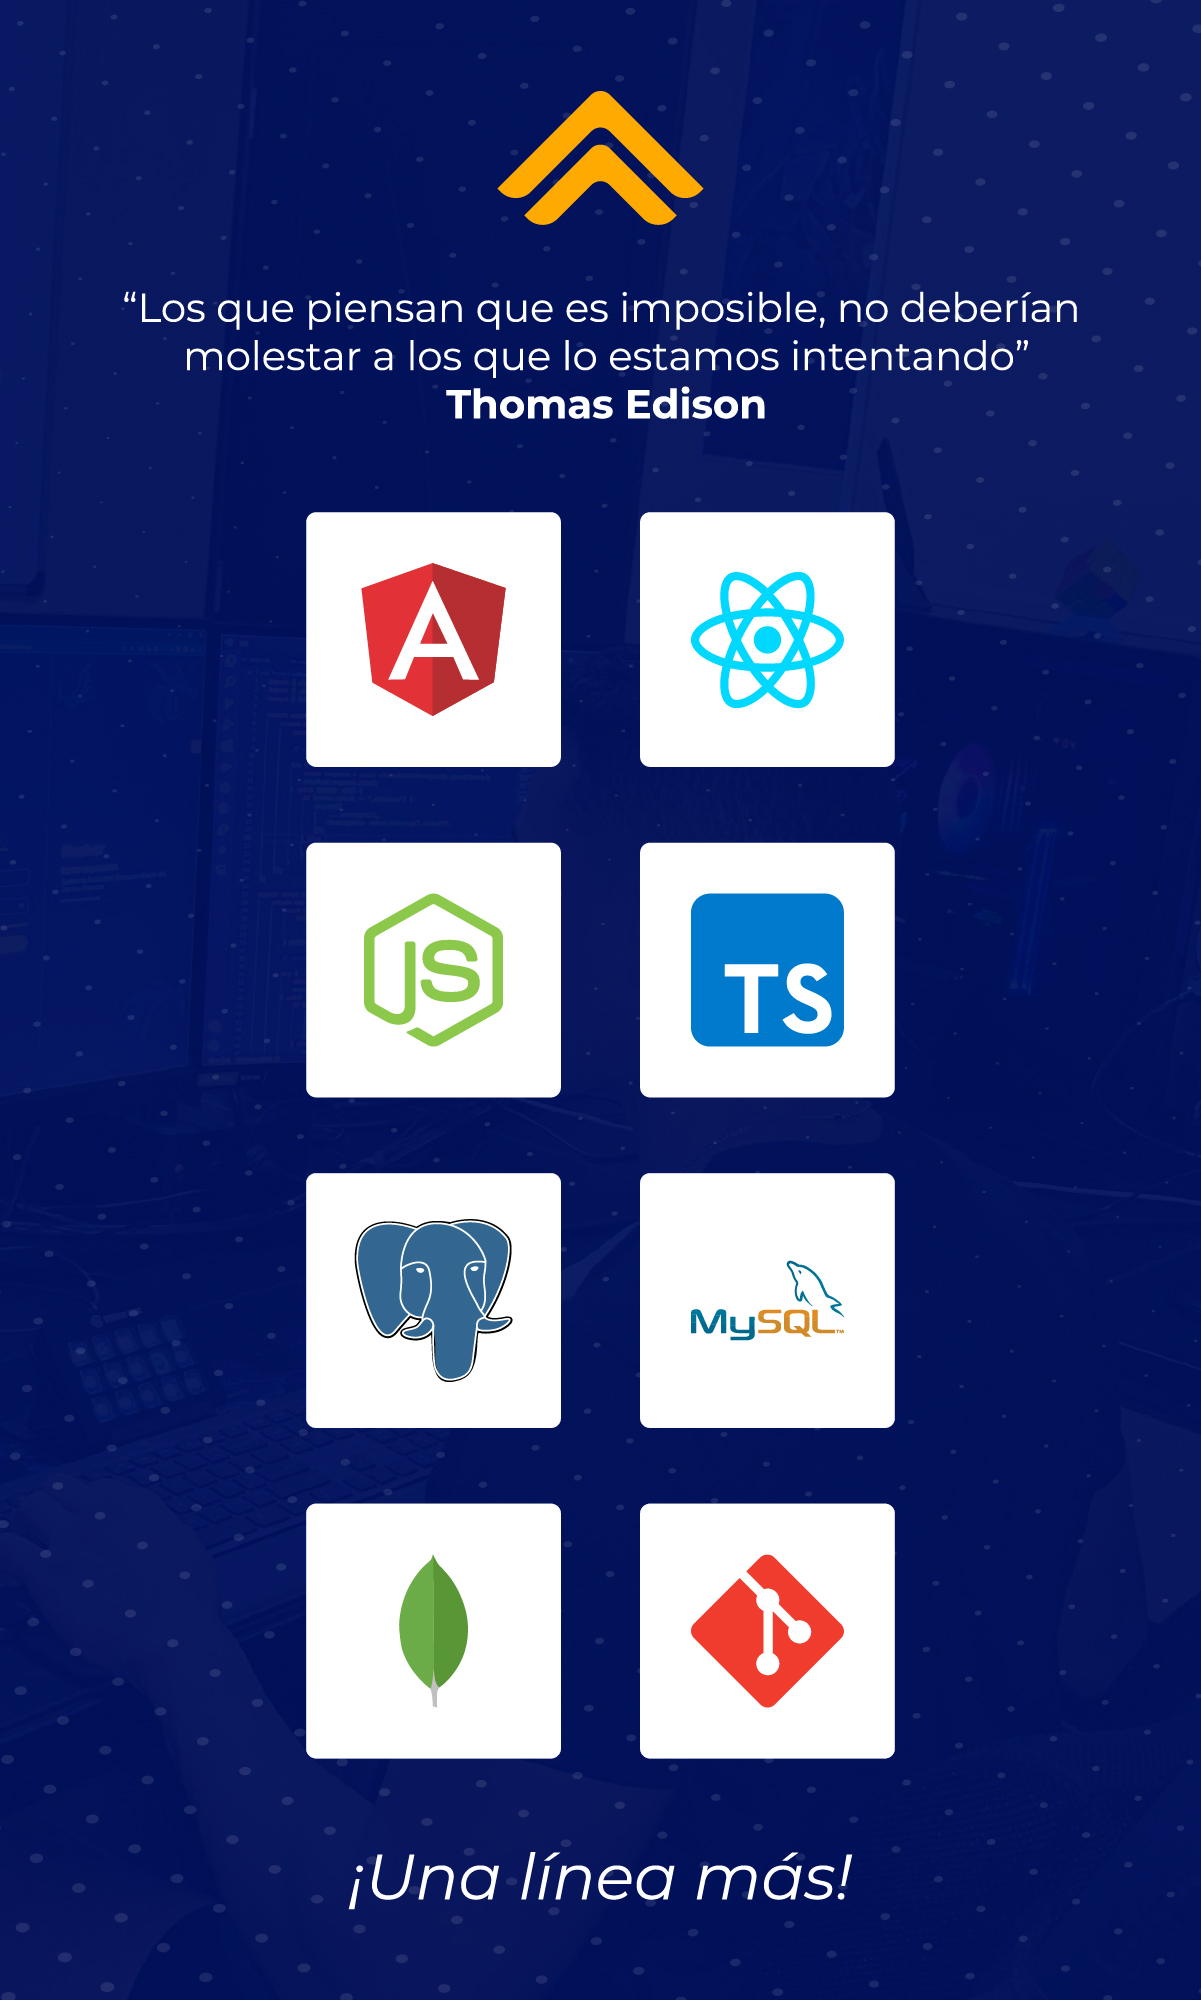 “Los que piensan que es imposible, no deberían
molestar a los que lo estamos intentando”
Thomas Edison
A
JS
TS
MySQL™
¡Una línea más!